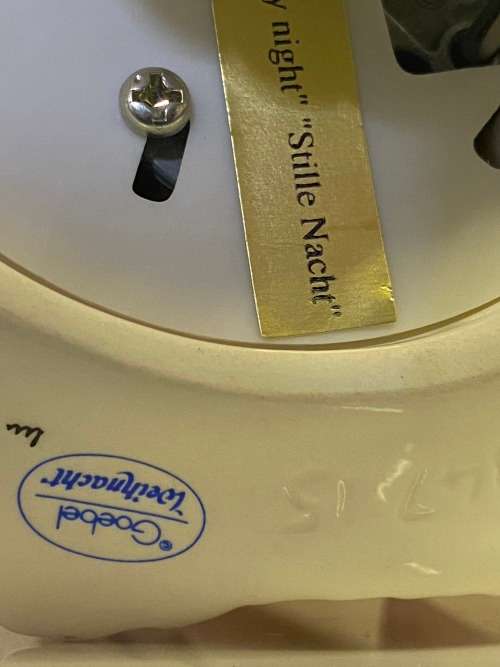 y night" "Stille Nacht"
© Goebel
Weihnacht